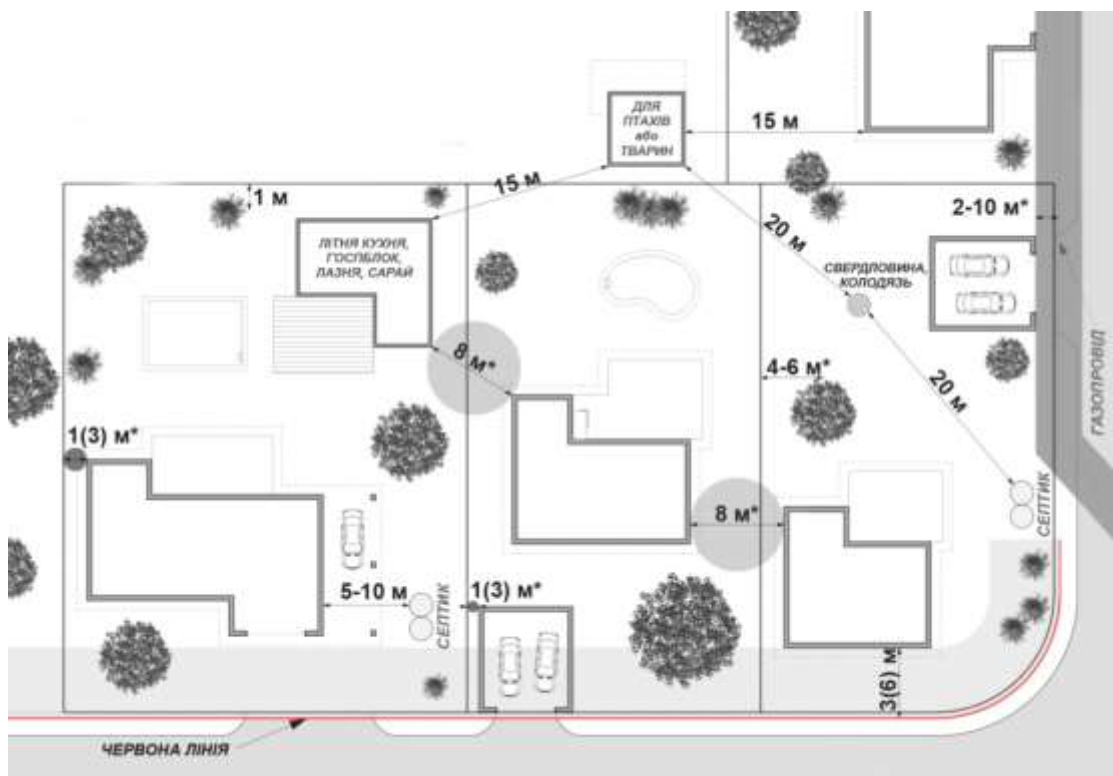 ДЛЯ
ПТАХІВ
або
ТВАРИН
15 м
15 м
1 м
20 м
2-10 м*
ЛІТНЯ КУХНЯ,
ГОСПБЛОК,
ЛАЗНЯ, САРАЙ
СВЕРДЛОВИНА,
КОЛОДЯЗЬ
8 м*
4-6 м*
20 м
ГАЗОПРОВІД
1(3) м*
8 м*
СЕПТИК
5-10 м
СЕПТИК
1(3) м*
3(6) м
ЧЕРВОНА ЛІНІЯ